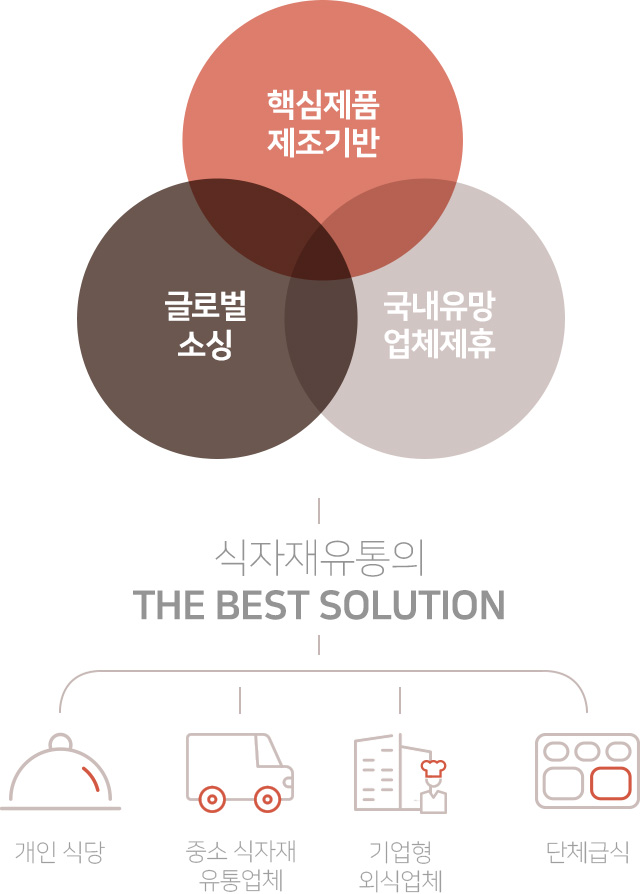 핵심제품
제조기반
글로벌
소싱
국내유망
업체제휴
식자재유통의
THE BEST SOLUTION
개인 식당
중소 식자재
유통업체
기업형
외식업체
단체급식